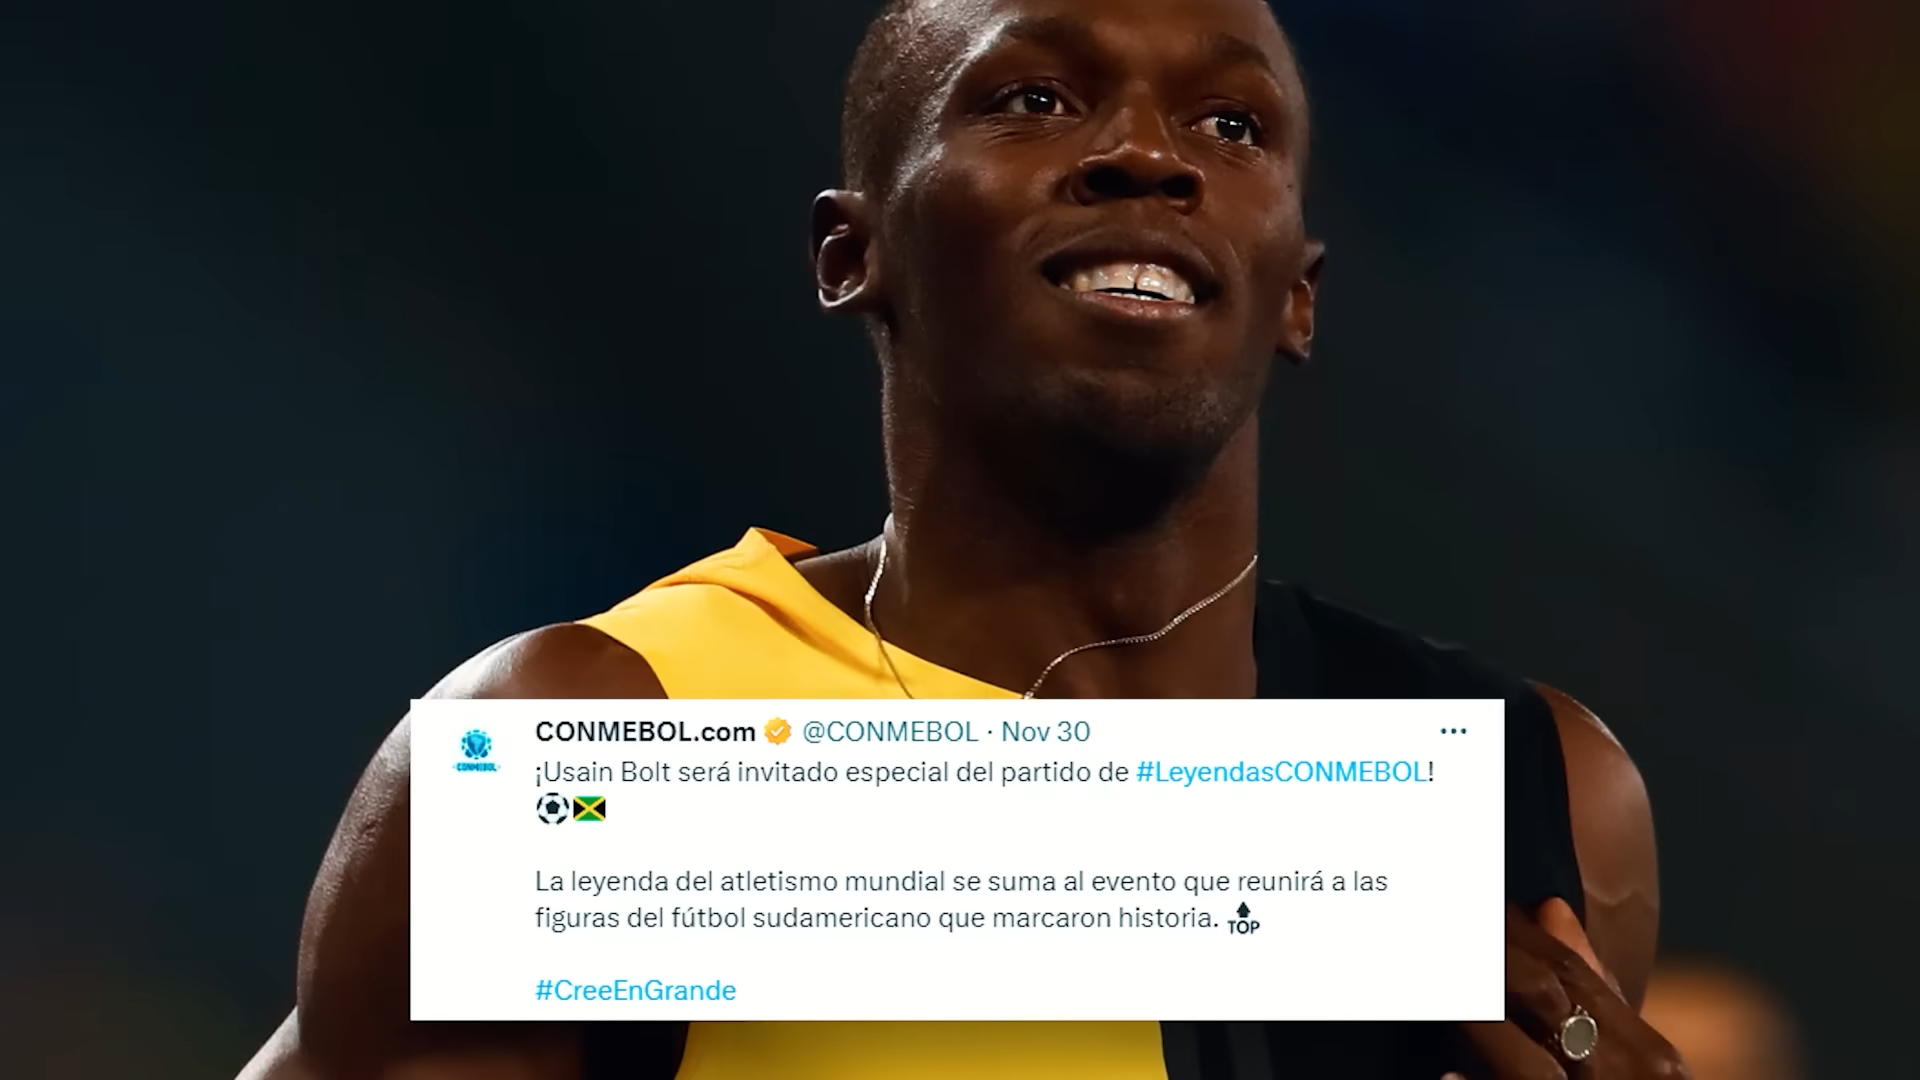 CONMEBOL.com @CONMEBOL · Nov 30
CONMEBOL
¡Usain Bolt será invitado especial del partido de #LeyendasCONMEBOL!
⚽🇯🇲
La leyenda del atletismo mundial se suma al evento que reunirá a las
figuras del fútbol sudamericano que marcaron historia. 🔝
#CreeEnGrande